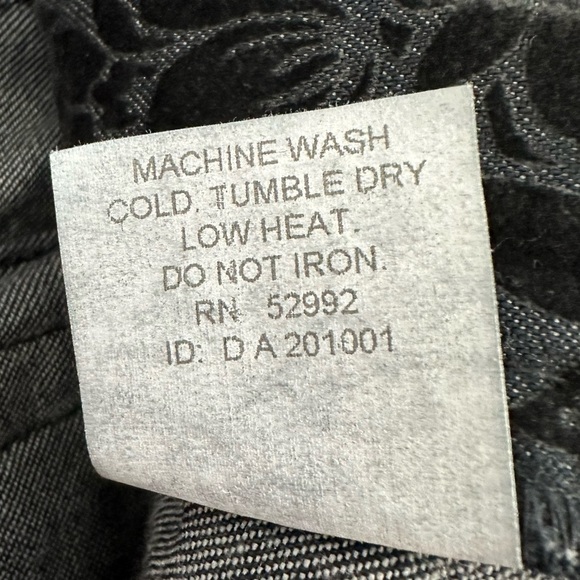 MACHINE WASH
COLD. TUMBLE DRY
LOW HEAT.
DO NOT IRON.
RN 52992
ID: D A 201001